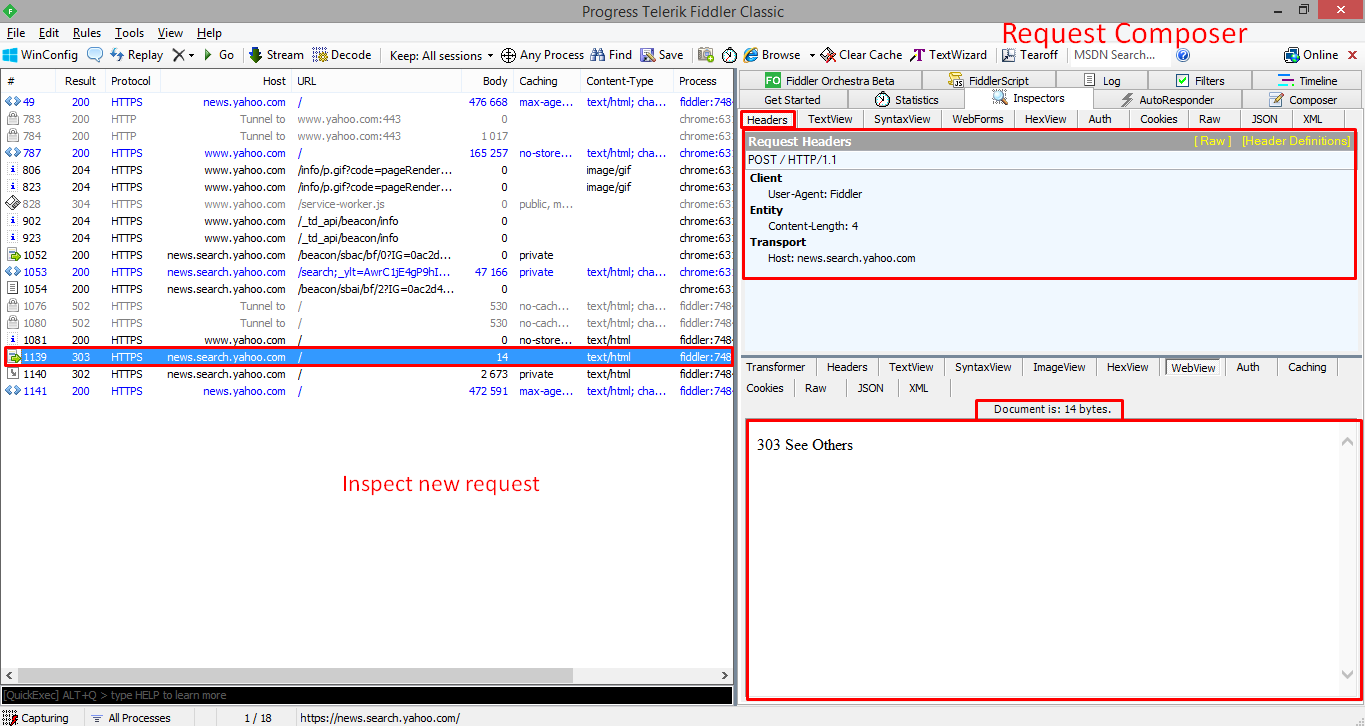 Progress Telerik Fiddler Classic
File Edit Rules Tools View Help
Request Composer
WinConfig Replay Go Stream Decode Keep: All sessions Any Process Find Save Browse Clear Cache TextWizard Tearoff MSDN Search... Online
# Result Protocol Host URL Body Caching Content-Type Process
49 200 HTTPS news.yahoo.com / 476 668 max-age... text/html; cha... fiddler:748
783 200 HTTP Tunnel to www.yahoo.com:443 0 chrome:631
784 200 HTTP Tunnel to www.yahoo.com:443 1 017 chrome:631
787 200 HTTPS www.yahoo.com / 165 257 no-store... text/html; cha... chrome:631
806 204 HTTPS www.yahoo.com /info/p.gif?code=pageRender... 0 image/gif chrome:631
823 204 HTTPS www.yahoo.com /info/p.gif?code=pageRender... 0 image/gif chrome:631
828 304 HTTPS www.yahoo.com /service-worker.js 0 public, m... chrome:631
902 204 HTTPS www.yahoo.com /_td_api/beacon/info 0 chrome:631
923 204 HTTPS www.yahoo.com /_td_api/beacon/info 0 chrome:631
1052 200 HTTPS news.search.yahoo.com /beacon/sbac/bf/0?IG=0ac2d... 0 private chrome:631
1053 200 HTTPS news.search.yahoo.com /search;_ylt=AwrC1jE4gP9hI... 47 166 private text/html; cha... chrome:631
1054 200 HTTPS news.search.yahoo.com /beacon/sbai/bf/2?IG=0ac2d4... 0 chrome:631
1076 502 HTTPS Tunnel to / 530 no-cach... text/html; cha... fiddler:748
1080 502 HTTPS Tunnel to / 530 no-cach... text/html; cha... fiddler:748
1081 200 HTTPS www.yahoo.com / 0 no-store... text/html fiddler:748
1139 303 HTTPS news.search.yahoo.com / 14 text/html fiddler:748
1140 302 HTTPS news.search.yahoo.com / 2 673 private text/html fiddler:748
1141 200 HTTPS news.yahoo.com / 472 591 max-age... text/html; cha... fiddler:748
Inspect new request
[QuickExec] ALT+Q > type HELP to learn more
FO Fiddler Orchestra Beta FiddlerScript Log Filters Timeline
Get Started Statistics Inspectors AutoResponder Composer
Headers TextView SyntaxView WebForms HexView Auth Cookies Raw JSON XML
Request Headers [ Raw ] [Header Definitions]
POST / HTTP/1.1
Client
User-Agent: Fiddler
Entity
Content-Length: 4
Transport
Host: news.search.yahoo.com
Transformer Headers TextView SyntaxView ImageView HexView WebView Auth Caching
Cookies Raw JSON XML
Document is: 14 bytes.
303 See Others
Capturing All Processes 1 / 18 https://news.search.yahoo.com/